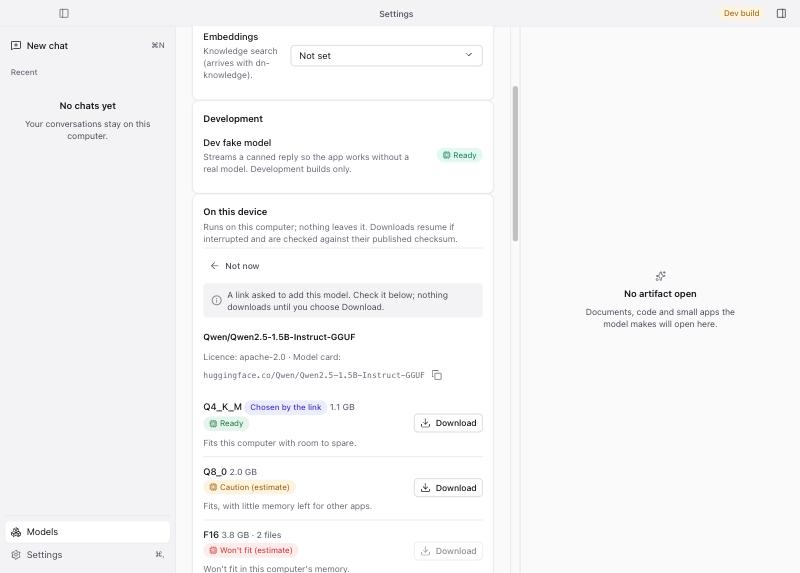 Settings
Dev build
New chat
⌘N
Recent
No chats yet
Your conversations stay on this
computer.
Models
Settings
⌘,
Embeddings
Knowledge search
(arrives with dn-
knowledge).
Not set
Development
Dev fake model
Streams a canned reply so the app works without a
real model. Development builds only.
Ready
On this device
Runs on this computer; nothing leaves it. Downloads resume if
interrupted and are checked against their published checksum.
Not now
A link asked to add this model. Check it below; nothing
downloads until you choose Download.
Qwen/Qwen2.5-1.5B-Instruct-GGUF
Licence: apache-2.0 · Model card:
huggingface.co/Qwen/Qwen2.5-1.5B-Instruct-GGUF
Q4_K_M Chosen by the link 1.1 GB
Ready
Download
Fits this computer with room to spare.
Q8_0 2.0 GB
Caution (estimate)
Download
Fits, with little memory left for other apps.
F16 3.8 GB · 2 files
Won't fit (estimate)
Download
Won't fit in this computer's memory.
No artifact open
Documents, code and small apps the
model makes will open here.